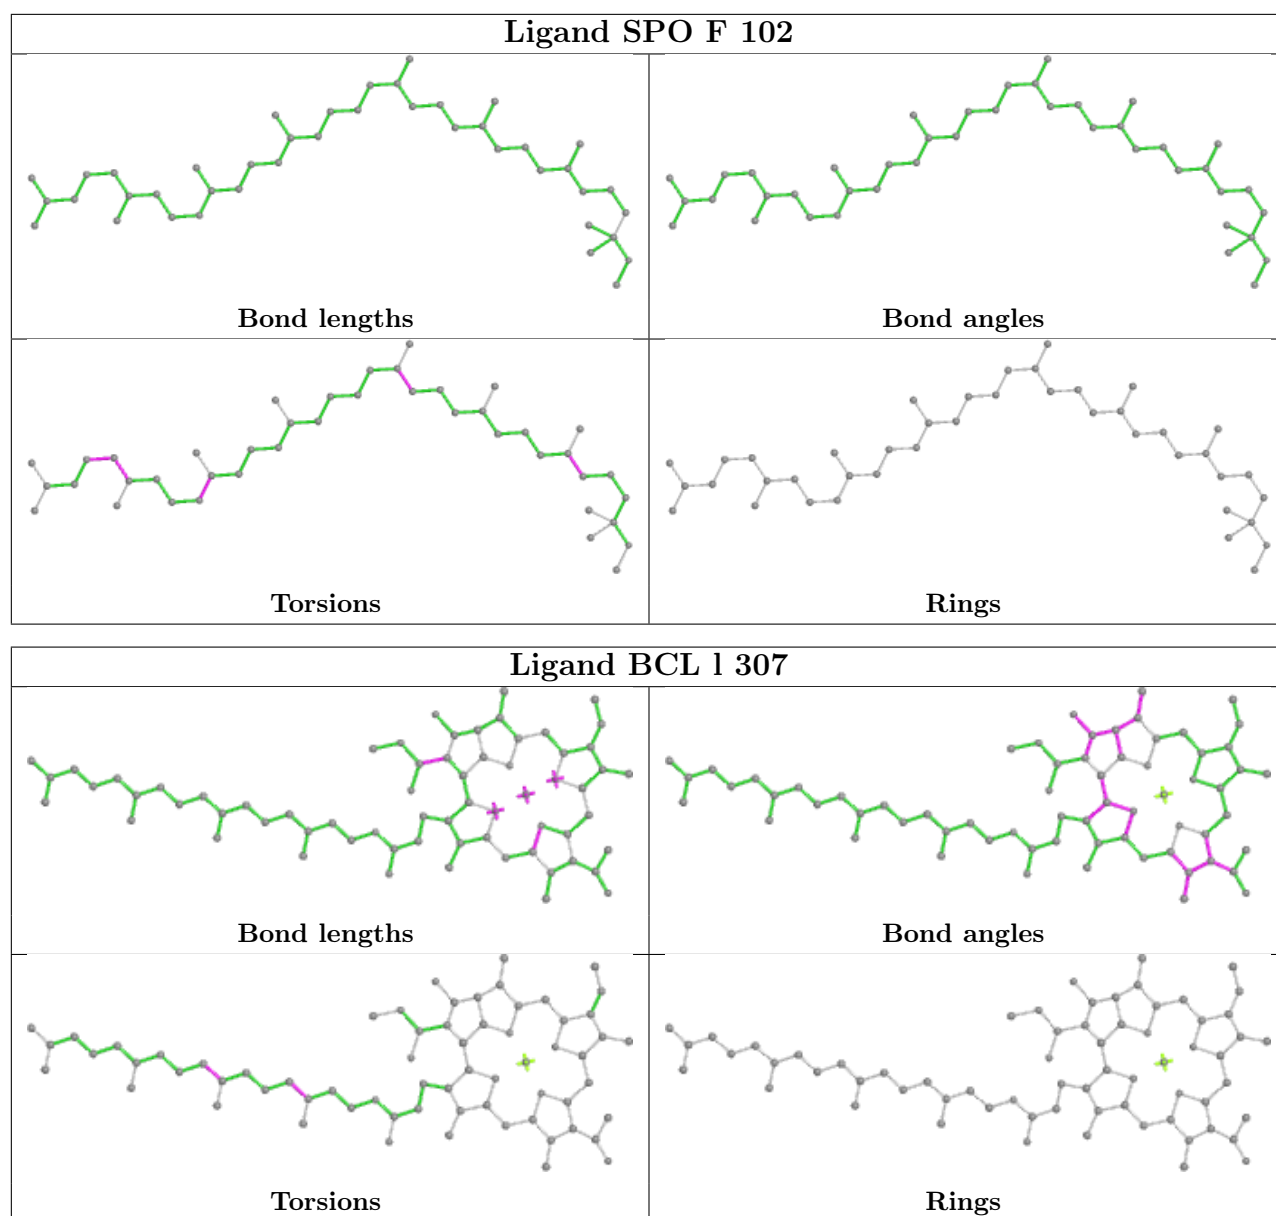 Ligand SPO F 102
Bond lengths
Bond angles
Torsions
Rings
Ligand BCL l 307
Bond lengths
Bond angles
Torsions
Rings